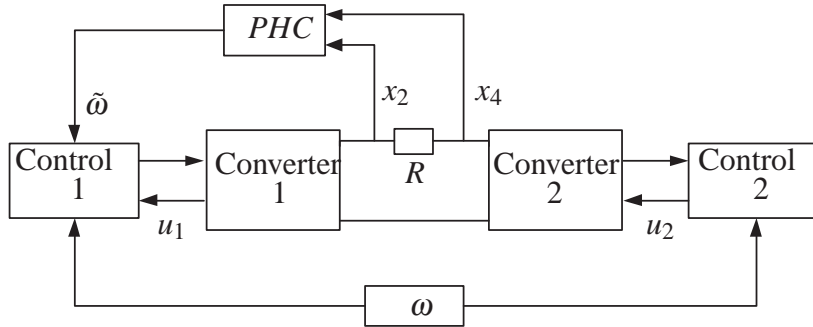 PHC
x₂
x₄
ω̃
Control
1
Converter
1
R
Converter
2
Control
2
u₁
u₂
ω